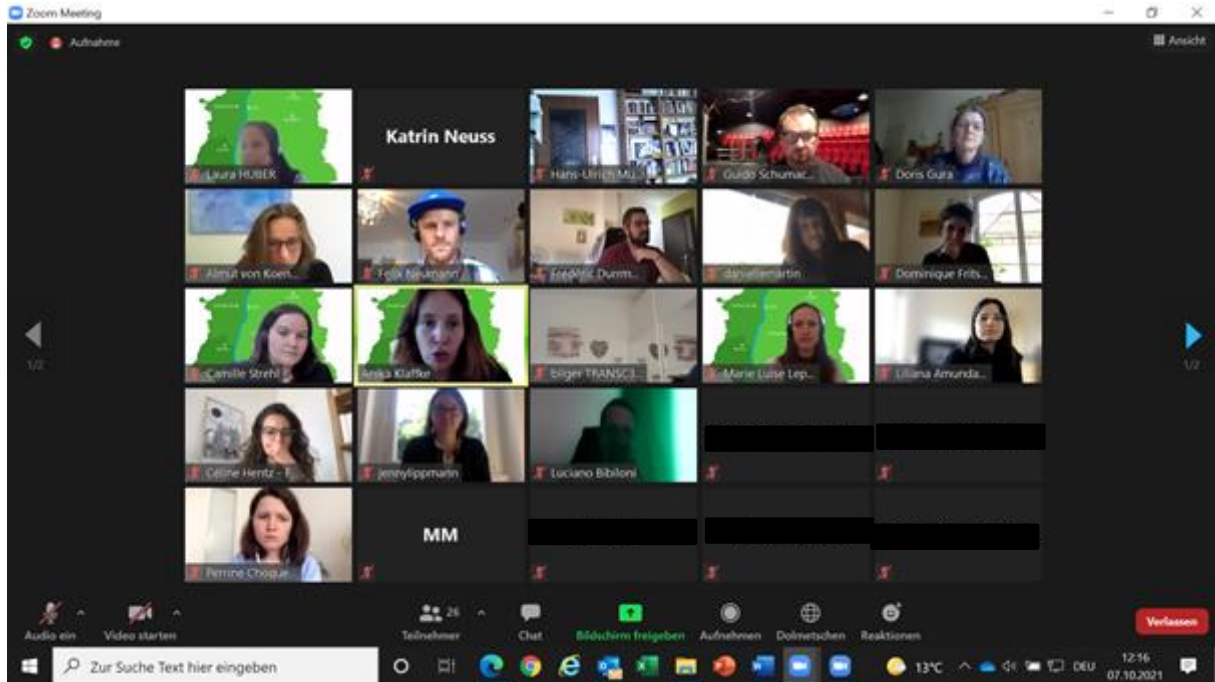 Zoom Meeting
Aufnahme
Ansicht
Laura HUBER
Katrin Neuss
Hans-Ulrich Mü...
Guido Schumac...
Doris Gura
Almut von Koen...
Felix Neumann
Frédéric Durrm...
daniellemartin
Dominique Frits...
Camille Strehl
Anika Klaffke
bilger TRANSC3...
Marie Luise Lep...
Liliana Amunda...
1/2
1/2
Céline Hentz - F...
jennylippmann
Luciano Bibiloni
Perrine Choque
MM
Audio ein
Video starten
26
Teilnehmer
Chat
Bildschirm freigeben
Aufnehmen
Dolmetschen
Reaktionen
Verlassen
Zur Suche Text hier eingeben
13°C
DEU
12:16
07.10.2021